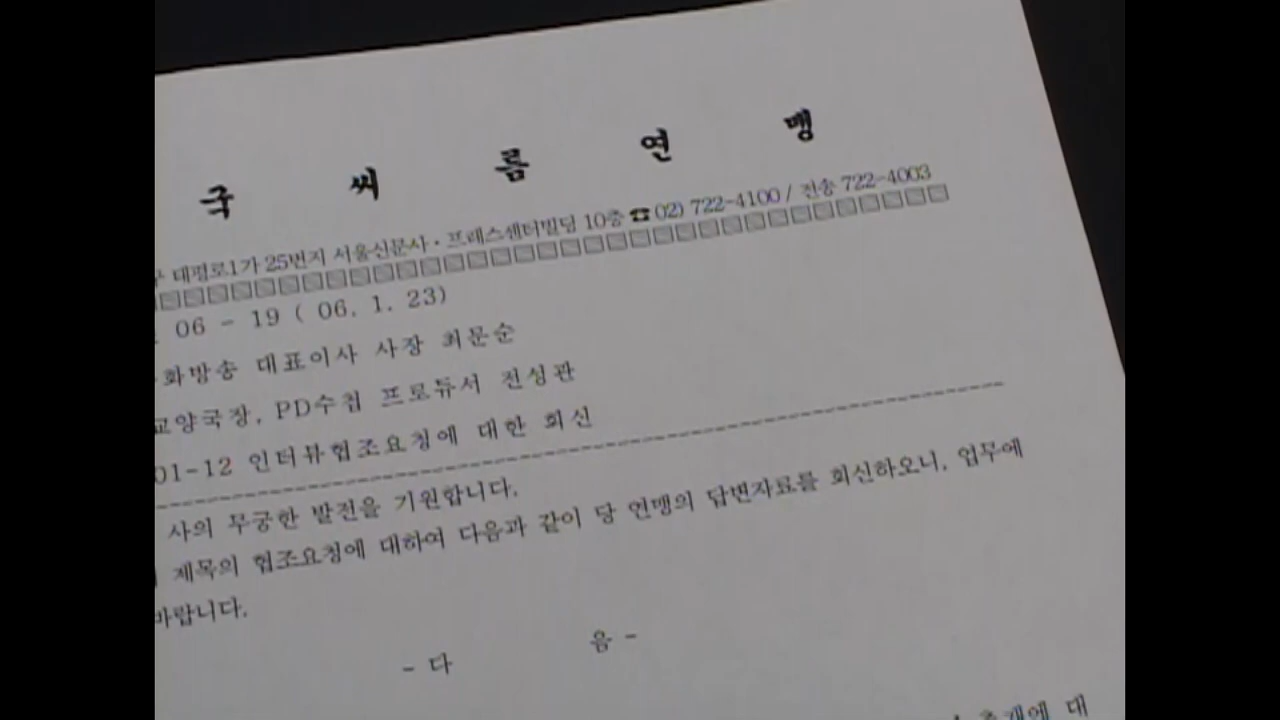 국 씨 름 연 맹
태평로1가 25번지 서울신문사·프레스센터빌딩 10층 ☎ 02) 722-4100 / 전송 722-4003
06 - 19 ( 06. 1. 23)
화방송 대표이사 사장 최문순
교양국장, PD수첩 프로듀서 전성관
01-12 인터뷰협조요청에 대한 회신
사의 무궁한 발전을 기원합니다.
제목의 협조요청에 대하여 다음과 같이 당 연맹의 답변자료를 회신하오니, 업무에
바랍니다.
- 다 음 -
대